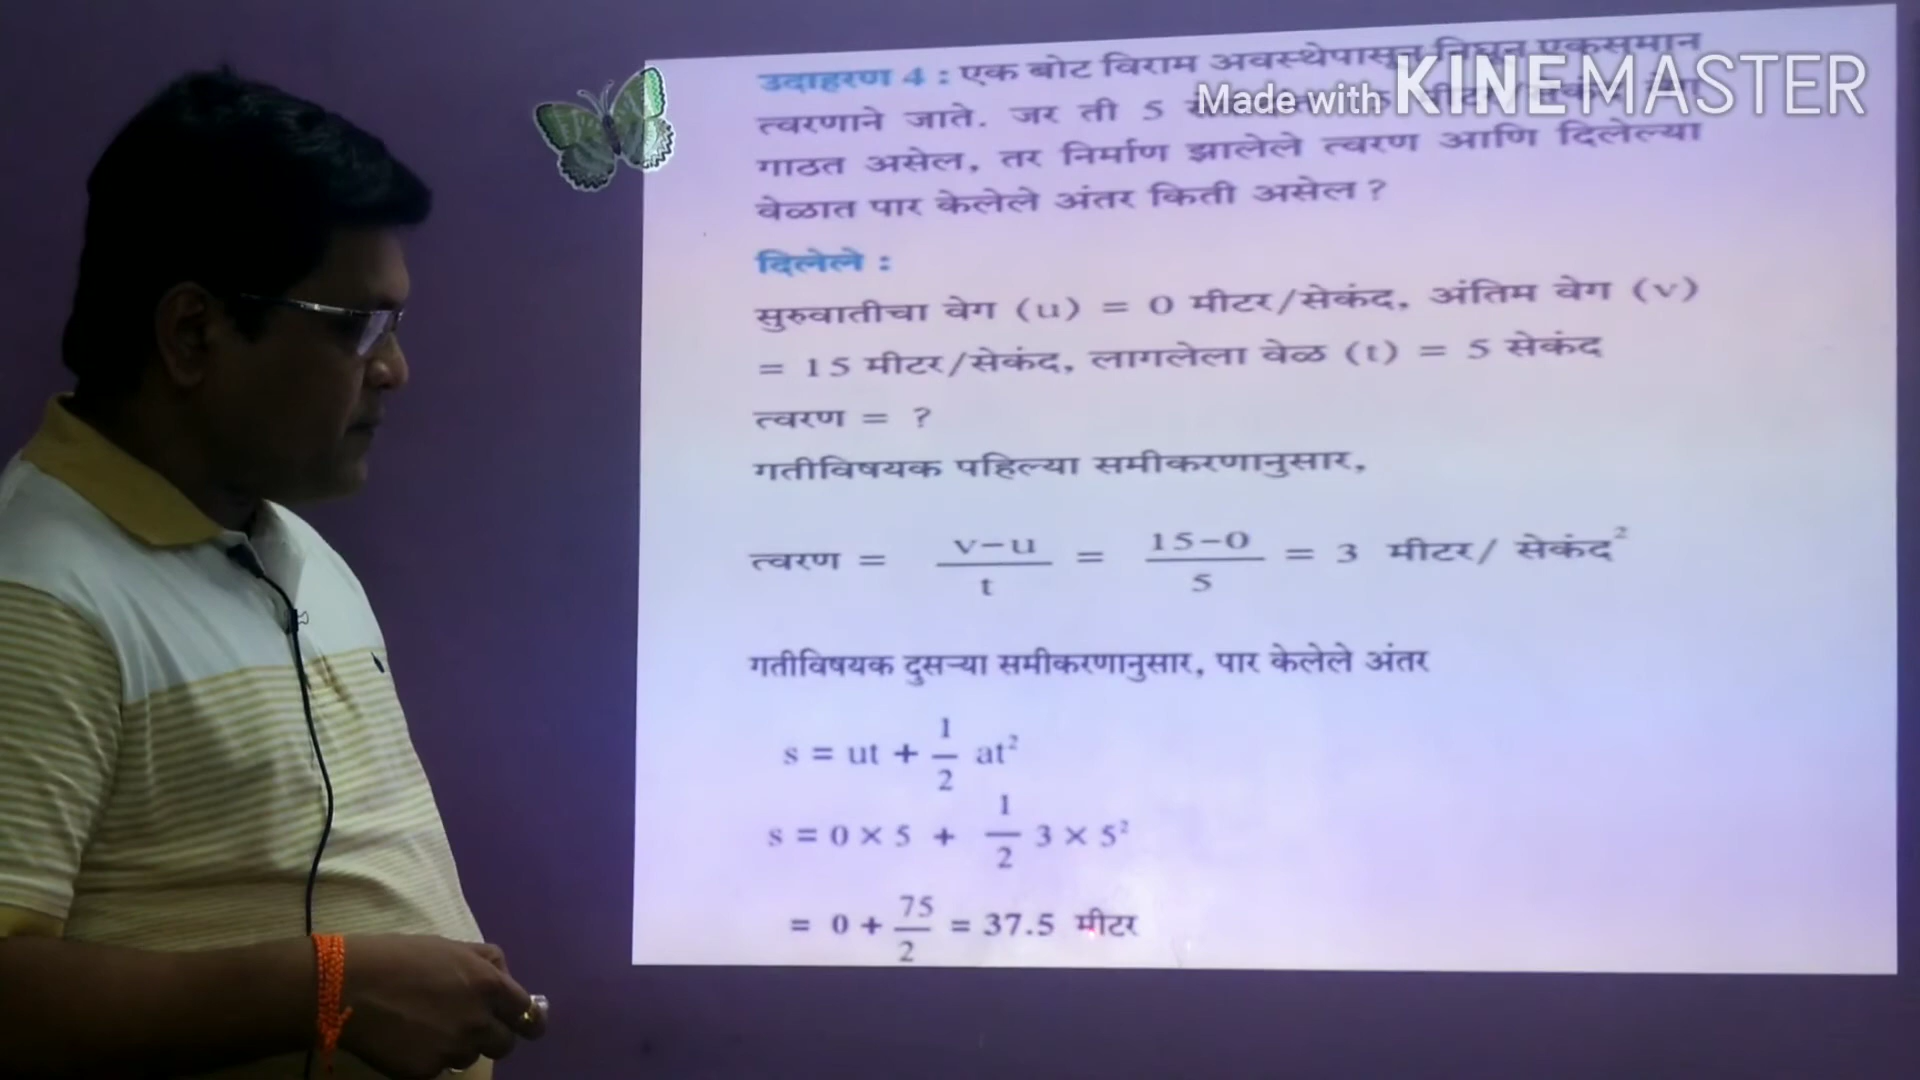 उदाहरण 4 : एक बोट विराम अवस्थेपासून निघून एकसमान
Made with KINEMASTER
त्वरणाने जाते. जर ती 5
गाठत असेल, तर निर्माण झालेले त्वरण आणि दिलेल्या
वेळात पार केलेले अंतर किती असेल ?
दिलेले :
सुरुवातीचा वेग (u) = 0 मीटर/सेकंद, अंतिम वेग (v)
= 15 मीटर/सेकंद, लागलेला वेळ (t) = 5 सेकंद
त्वरण = ?
गतीविषयक पहिल्या समीकरणानुसार,
त्वरण = v-u/t = 15-0/5 = 3 मीटर/ सेकंद²
गतीविषयक दुसऱ्या समीकरणानुसार, पार केलेले अंतर
s = ut + 1/2 at²
s = 0 × 5 + 1/2 3 × 5²
= 0 + 75/2 = 37.5 मीटर